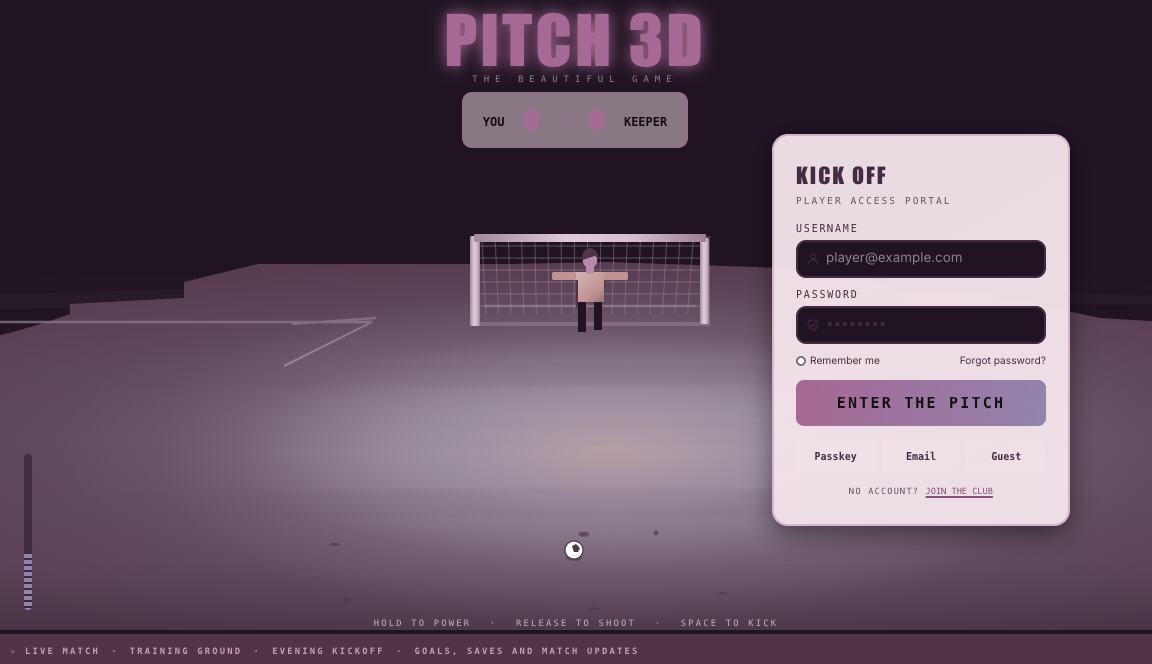 PITCH 3D
THE BEAUTIFUL GAME
YOU 0 - 0 KEEPER
KICK OFF
PLAYER ACCESS PORTAL
USERNAME
player@example.com
PASSWORD
••••••••
Remember me Forgot password?
ENTER THE PITCH
Passkey Email Guest
NO ACCOUNT? JOIN THE CLUB
HOLD TO POWER · RELEASE TO SHOOT · SPACE TO KICK
LIVE MATCH · TRAINING GROUND · EVENING KICKOFF · GOALS, SAVES AND MATCH UPDATES